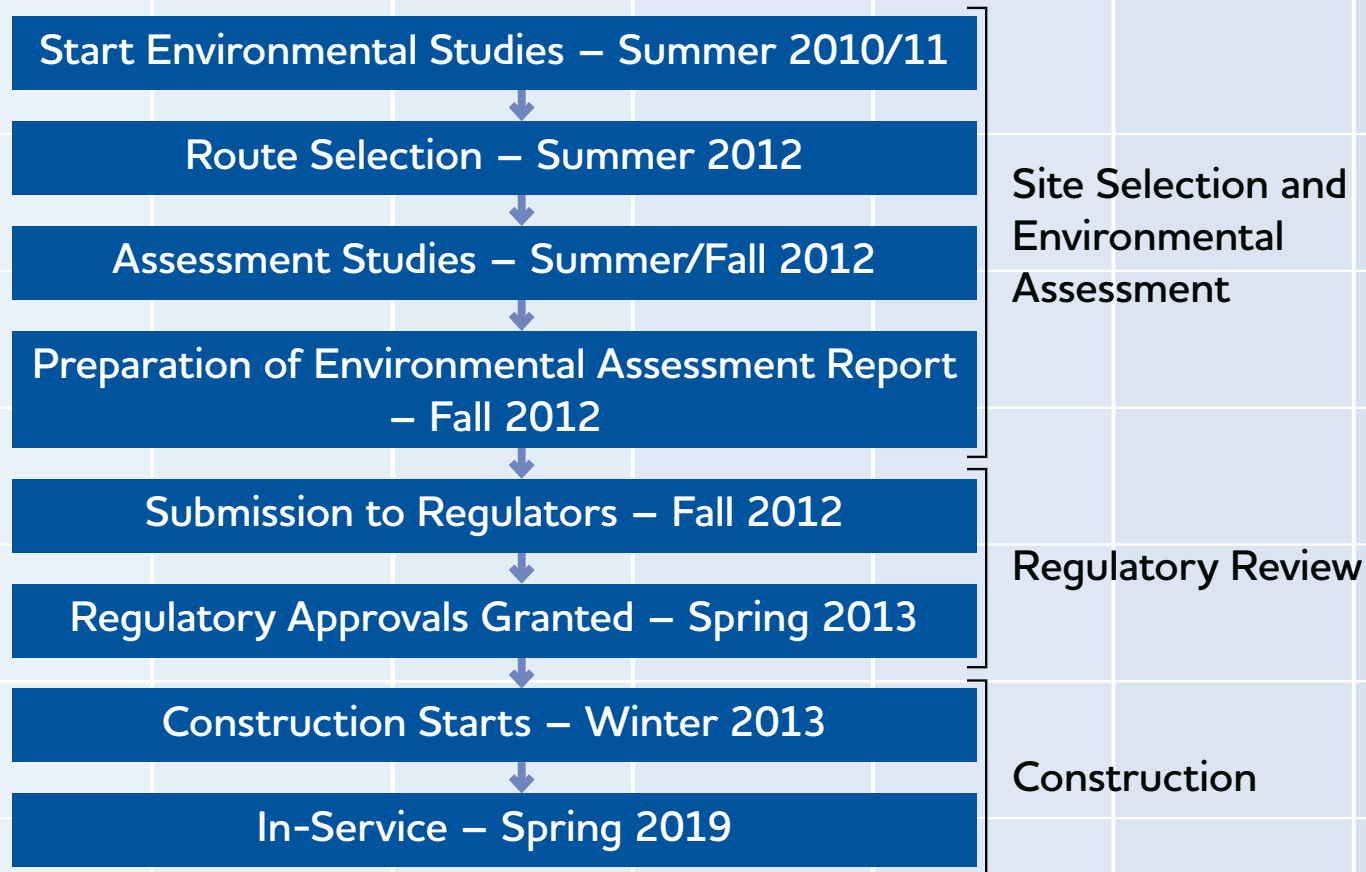 Start Environmental Studies – Summer 2010/11
Route Selection – Summer 2012
Assessment Studies – Summer/Fall 2012
Preparation of Environmental Assessment Report
– Fall 2012
Site Selection and
Environmental
Assessment
Submission to Regulators – Fall 2012
Regulatory Approvals Granted – Spring 2013
Regulatory Review
Construction Starts – Winter 2013
In-Service – Spring 2019
Construction